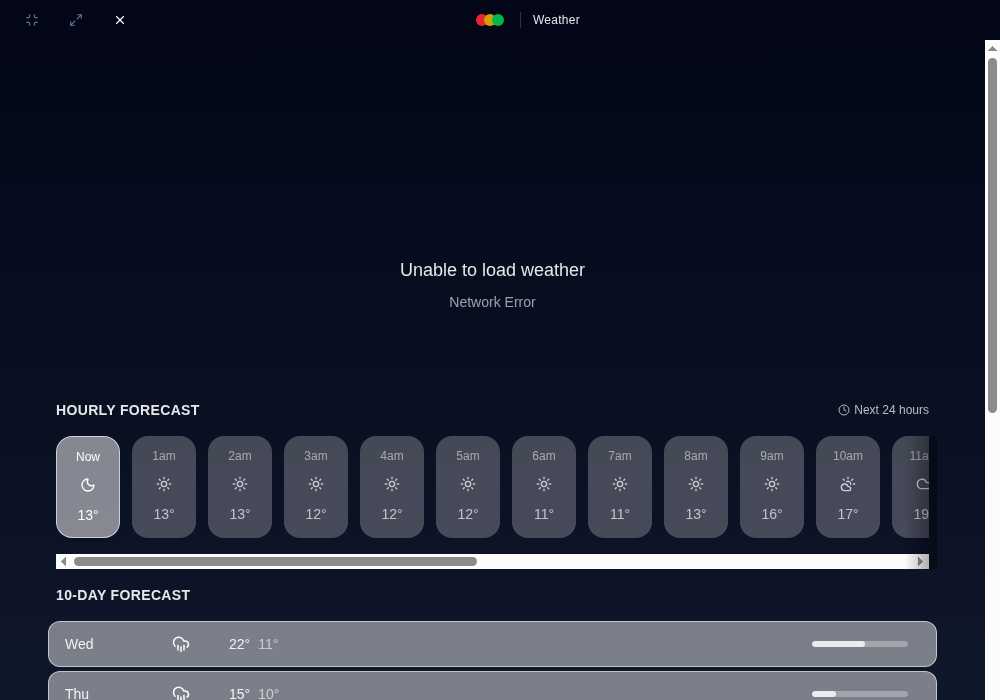 Weather
Unable to load weather
Network Error
HOURLY FORECAST
Next 24 hours
Now 1am 2am 3am 4am 5am 6am 7am 8am 9am 10am 11a
13° 13° 13° 12° 12° 12° 11° 11° 13° 16° 17° 19
10-DAY FORECAST
Wed 22° 11°
Thu 15° 10°